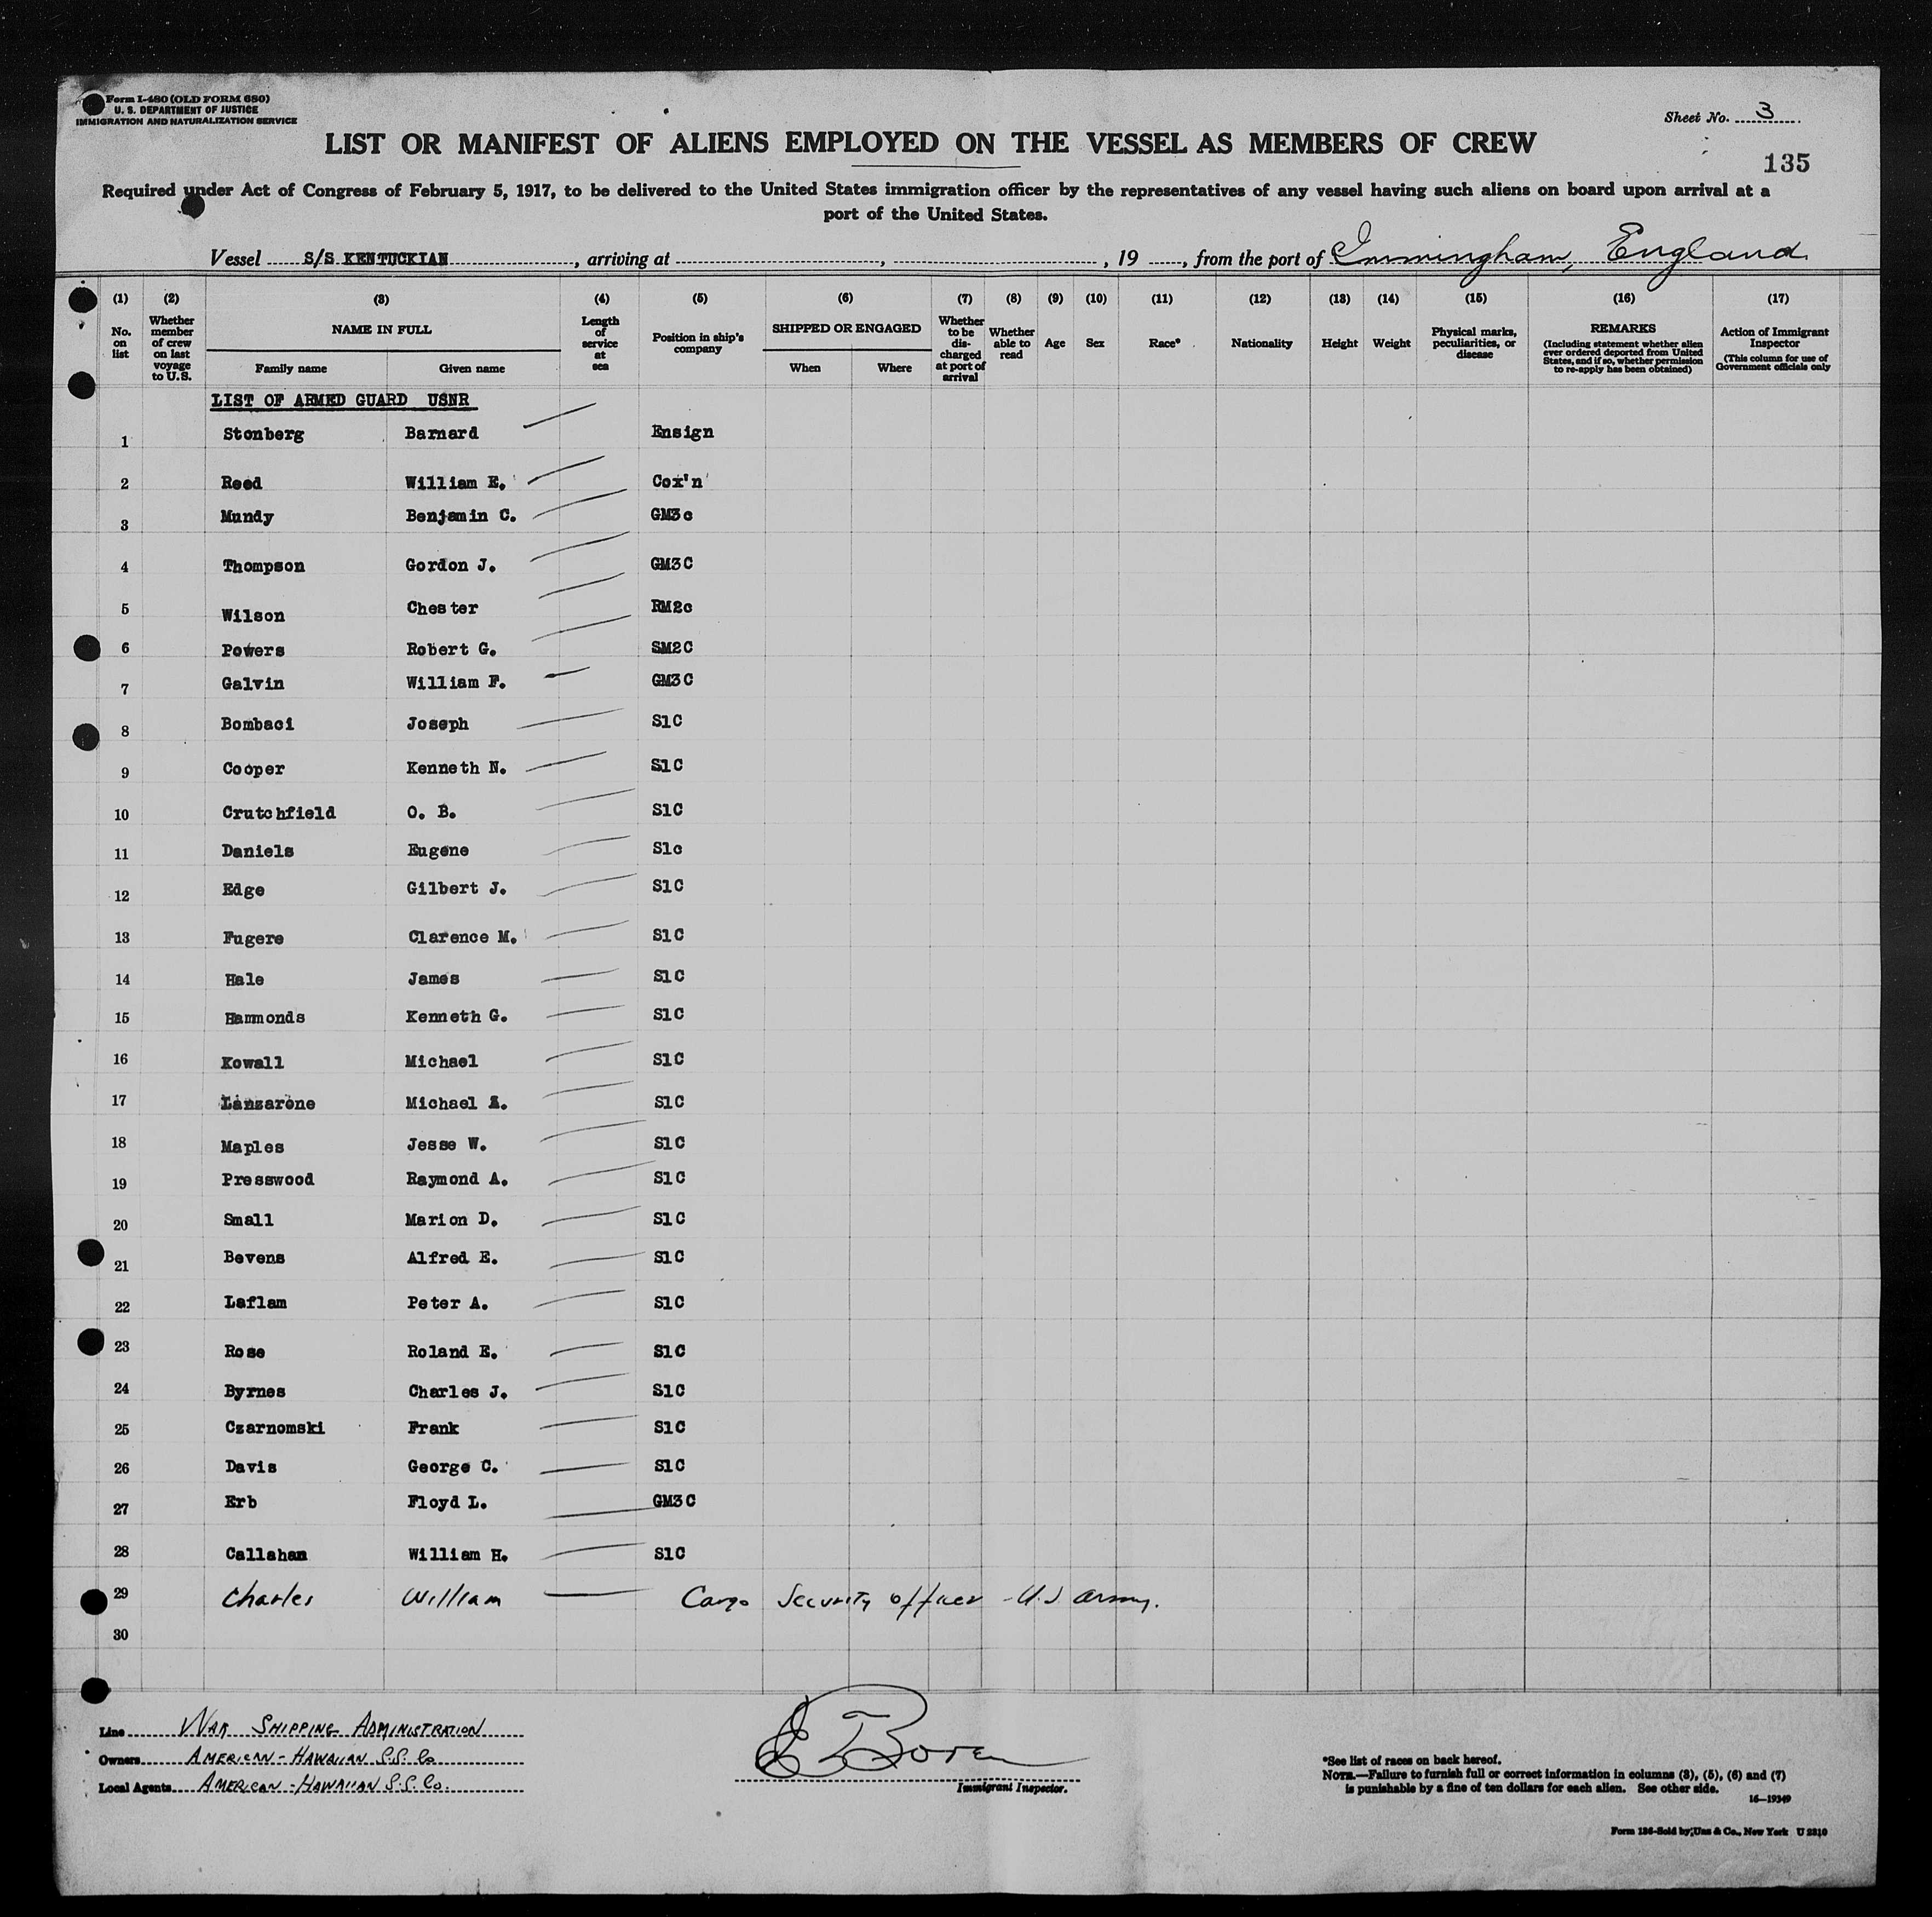 Form I-480 (OLD FORM 680)
U. S. DEPARTMENT OF JUSTICE
IMMIGRATION AND NATURALIZATION SERVICE
Sheet No. 3
LIST OR MANIFEST OF ALIENS EMPLOYED ON THE VESSEL AS MEMBERS OF CREW
135
Required under Act of Congress of February 5, 1917, to be delivered to the United States immigration officer by the representatives of any vessel having such aliens on board upon arrival at a
port of the United States.
Vessel S/S KENTUCKIAN, arriving at , , 19 , from the port of Immingham, England
(1) (2) (3) (4) (5) (6) (7) (8) (9) (10) (11) (12) (13) (14) (15) (16) (17)
No. on list
Whether member of crew on last voyage to U.S.
NAME IN FULL
Family name Given name
Length of service at sea
Position in ship's company
SHIPPED OR ENGAGED
When Where
Whether to be discharged at port of arrival
Whether able to read
Age
Sex
Race*
Nationality
Height
Weight
Physical marks, peculiarities, or disease
REMARKS
(Including statement whether alien ever ordered deported from United States, and if so, whether permission to re-apply has been obtained)
Action of Immigrant Inspector
(This column for use of Government officials only
LIST OF ARMED GUARD USNR
1 Stonberg Barnard Ensign
2 Reed William E. Cox'n
3 Mundy Benjamin C. GM3c
4 Thompson Gordon J. GM3C
5 Wilson Chester RM2c
6 Powers Robert G. SM2C
7 Galvin William F. GM3C
8 Bombaci Joseph S1C
9 Cooper Kenneth N. S1C
10 Crutchfield O. B. S1C
11 Daniels Eugene S1c
12 Edge Gilbert J. S1C
13 Fugere Clarence M. S1C
14 Hale James S1C
15 Hammonds Kenneth G. S1C
16 Kowall Michael S1C
17 Lanzarone Michael S1C
18 Maples Jesse W. S1C
19 Presswood Raymond A. S1C
20 Small Marion D. S1C
21 Bevens Alfred E. S1C
22 Laflam Peter A. S1C
23 Rose Roland E. S1C
24 Byrnes Charles J. S1C
25 Czarnomski Frank S1C
26 Davis George C. S1C
27 Erb Floyd L. GM3C
28 Callahan William H. S1C
29 Charles William Cargo Security Officer - U.S Army.
30
Line WAR SHIPPING ADMINISTRATION
Owners AMERICAN-HAWAIIAN S.S. Co
Local Agents AMERICAN-HAWAIIAN S.S. Co.
Immigrant Inspector.
*See list of races on back hereof.
NOTE.—Failure to furnish full or correct information in columns (3), (5), (6) and (7)
is punishable by a fine of ten dollars for each alien. See other side.
16—19349
Form 136-Sold by Unz & Co., New York U 2310